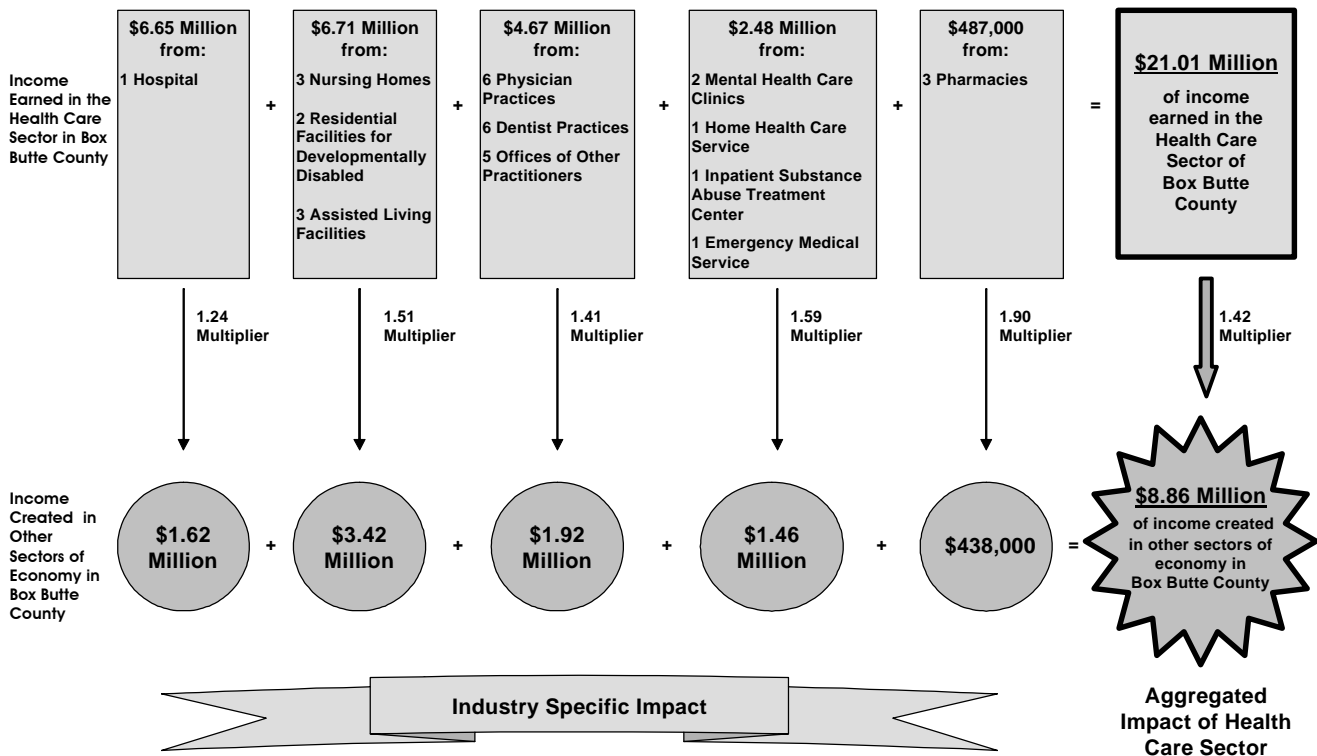 Income
Earned in the
Health Care
Sector in Box
Butte County
$6.65 Million
from:
1 Hospital
+
$6.71 Million
from:
3 Nursing Homes
2 Residential
Facilities for
Developmentally
Disabled
3 Assisted Living
Facilities
+
$4.67 Million
from:
6 Physician
Practices
6 Dentist Practices
5 Offices of Other
Practitioners
+
$2.48 Million
from:
2 Mental Health Care
Clinics
1 Home Health Care
Service
1 Inpatient Substance
Abuse Treatment
Center
1 Emergency Medical
Service
+
$487,000
from:
3 Pharmacies
=
$21.01 Million
of income
earned in the
Health Care
Sector of
Box Butte
County
1.24
Multiplier
1.51
Multiplier
1.41
Multiplier
1.59
Multiplier
1.90
Multiplier
1.42
Multiplier
Income
Created in
Other
Sectors of
Economy in
Box Butte
County
$1.62
Million
+
$3.42
Million
+
$1.92
Million
+
$1.46
Million
+
$438,000
=
$8.86 Million
of income created
in other sectors of
economy in
Box Butte County
Industry Specific Impact
Aggregated
Impact of Health
Care Sector